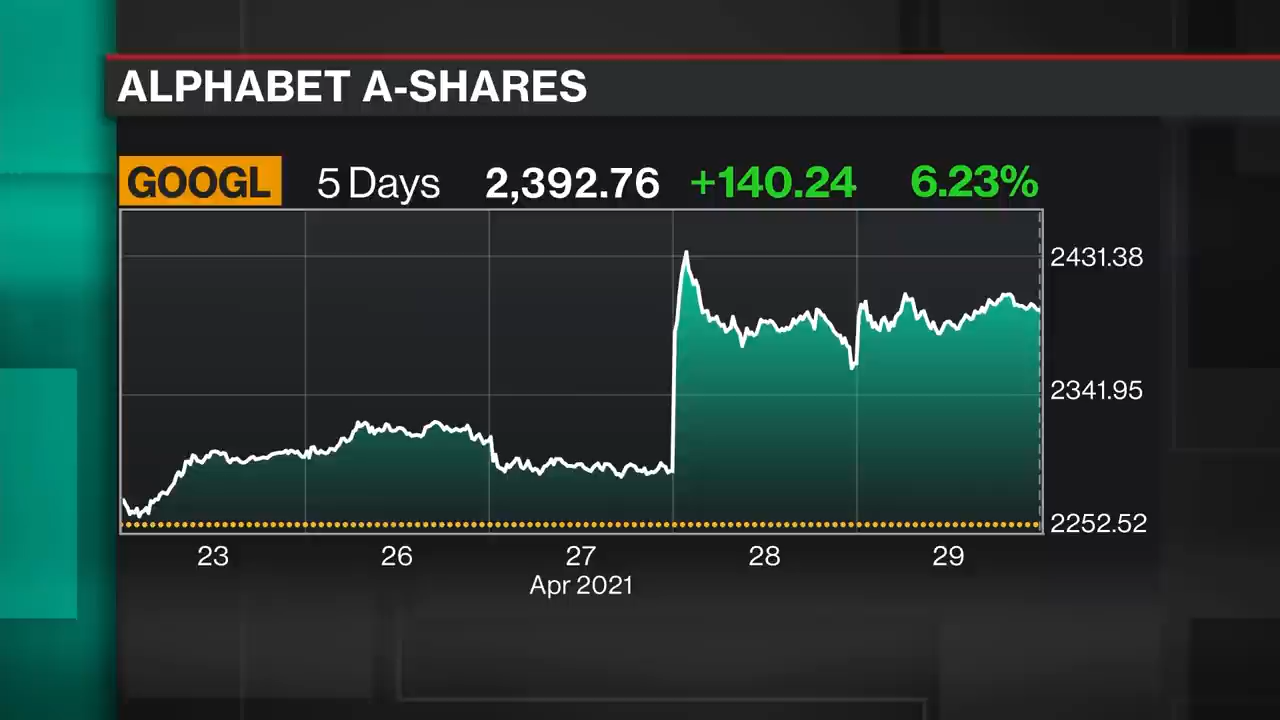 ALPHABET A-SHARES
GOOGL 5 Days 2,392.76 +140.24 6.23%
2431.38
2341.95
2252.52
23 26 27 28 29
Apr 2021